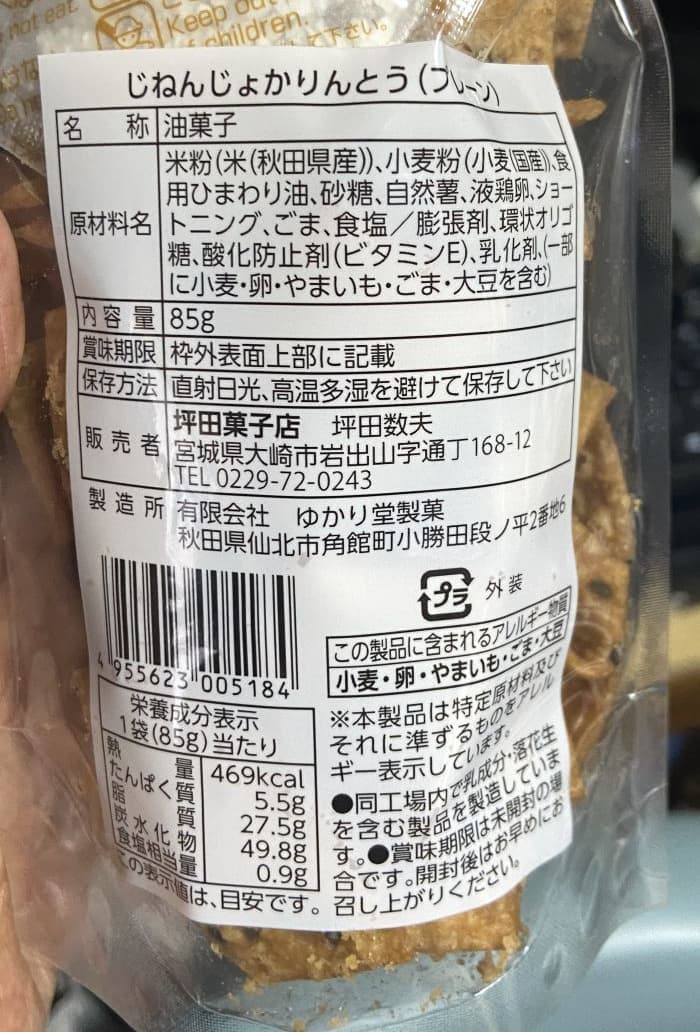 not eat.
Keep out
of children.
て下さい。
じねんじょかりんとう(プレーン)
名 称 油菓子
原材料名 米粉(米(秋田県産))、小麦粉(小麦(国産)、食
用ひまわり油、砂糖、自然薯、液鶏卵、ショー
トニング、ごま、食塩/膨張剤、環状オリゴ
糖、酸化防止剤(ビタミンE)、乳化剤、(一部
に小麦・卵・やまいも・ごま・大豆を含む)
内容量 85g
賞味期限 枠外表面上部に記載
保存方法 直射日光、高温多湿を避けて保存して下さい
販売者 坪田菓子店 坪田数夫
宮城県大崎市岩出山字通丁168-12
TEL 0229-72-0243
製造所 有限会社 ゆかり堂製菓
秋田県仙北市角館町小勝田段ノ平2番地6
4 955623 005184
プラ 外装
この製品に含まれるアレルギー物質
小麦・卵・やまいも・ごま・大豆
栄養成分表示
1袋(85g)当たり
熱量 469kcal
たんぱく質 5.5g
脂質 27.5g
炭水化物 49.8g
食塩相当量 0.9g
この表示値は、目安です。
※本製品は特定原材料及び
それに準ずるものをアレル
ギー表示しています。
●同工場内で乳成分・落花生
を含む製品を製造していま
す。●賞味期限は未開封の場
合です。開封後はお早めにお
召し上がりください。